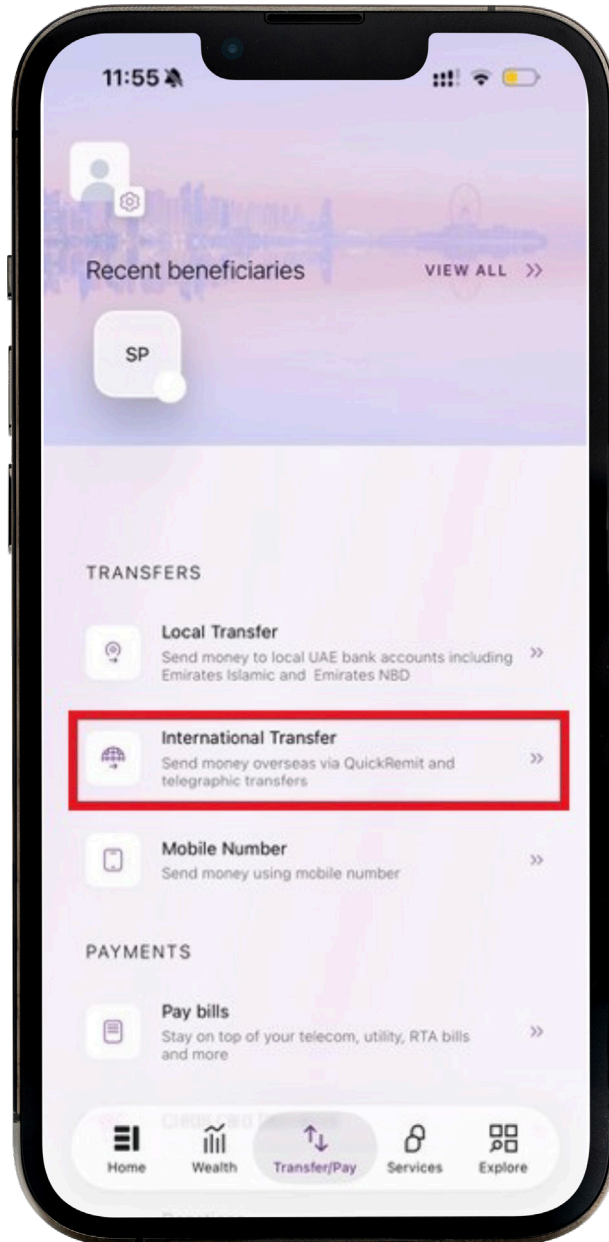 11:55
Recent beneficiaries
VIEW ALL
SP
TRANSFERS
Local Transfer
Send money to local UAE bank accounts including
Emirates Islamic and Emirates NBD
International Transfer
Send money overseas via QuickRemit and
telegraphic transfers
Mobile Number
Send money using mobile number
PAYMENTS
Pay bills
Stay on top of your telecom, utility, RTA bills
and more
Home
Wealth
Transfer/Pay
Services
Explore